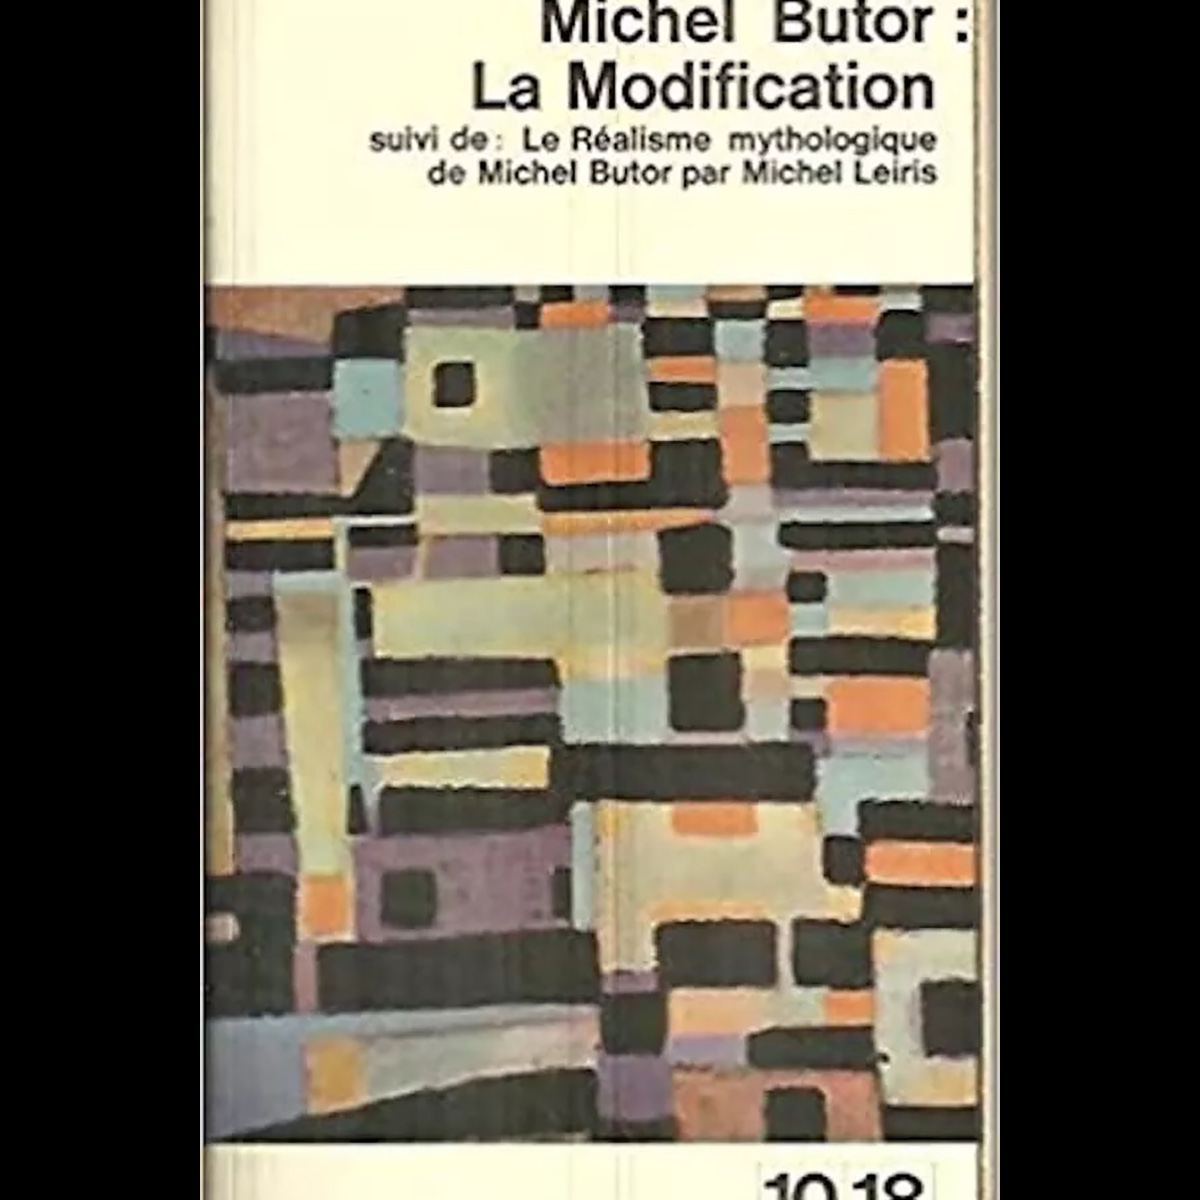 Michel Butor :
La Modification
suivi de : Le Réalisme mythologique
de Michel Butor par Michel Leiris
10 18